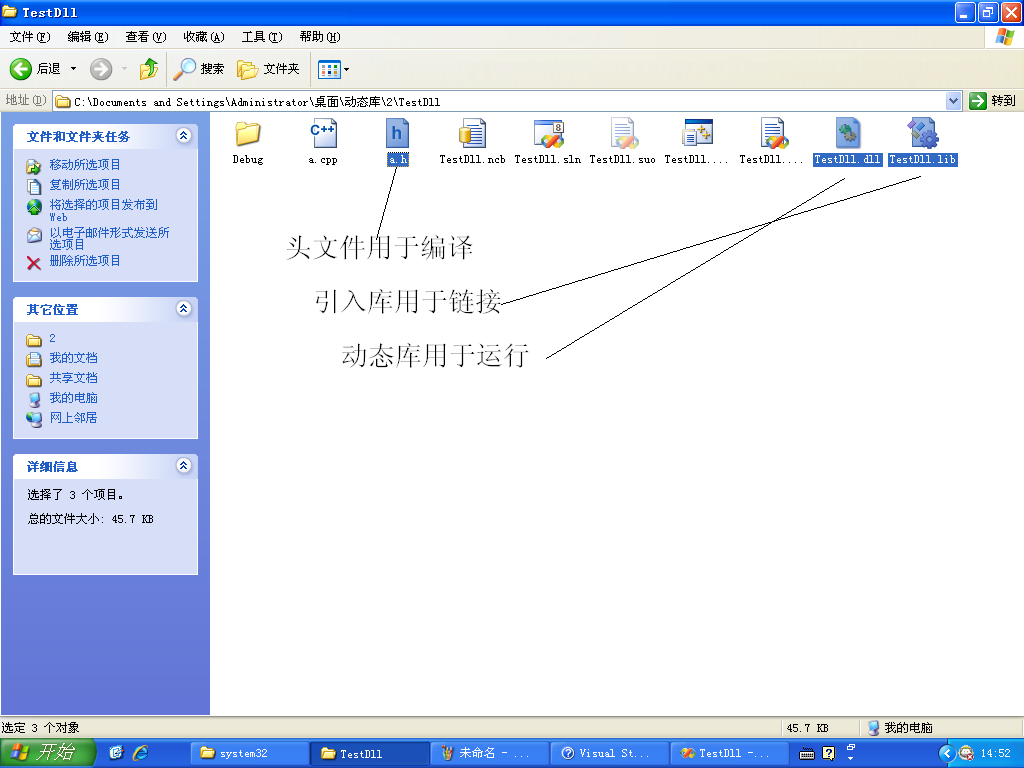 TestDll
文件(F) 编辑(E) 查看(V) 收藏(A) 工具(T) 帮助(H)
后退 搜索 文件夹
地址(D) C:\Documents and Settings\Administrator\桌面\动态库\2\TestDll 转到
文件和文件夹任务
移动所选项目
复制所选项目
将选择的项目发布到
Web
以电子邮件形式发送所
选项目
删除所选项目
其它位置
2
我的文档
共享文档
我的电脑
网上邻居
详细信息
选择了 3 个项目。
总的文件大小: 45.7 KB
C++ h 8
Debug a.cpp a.h TestDll.ncb TestDll.sln TestDll.suo TestDll.... TestDll.... TestDll.dll TestDll.lib
头文件用于编译
引入库用于链接
动态库用于运行
选定 3 个对象 45.7 KB 我的电脑
开始 system32 TestDll 未命名 - ... Visual St... TestDll -... 14:52